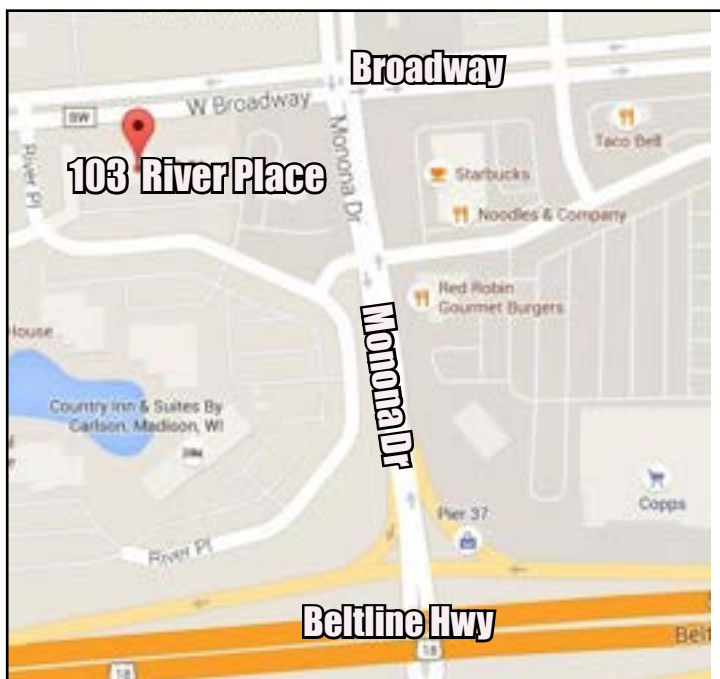 Broadway
W Broadway
BW
River Pl
103 River Place
Monona Dr
Taco Bell
Starbucks
Noodles & Company
Red Robin
Gourmet Burgers
House
Monona Dr
Country Inn & Suites By
Carlson, Madison, WI
Copps
Pier 37
River Pl
Beltline Hwy
Belt
18
18